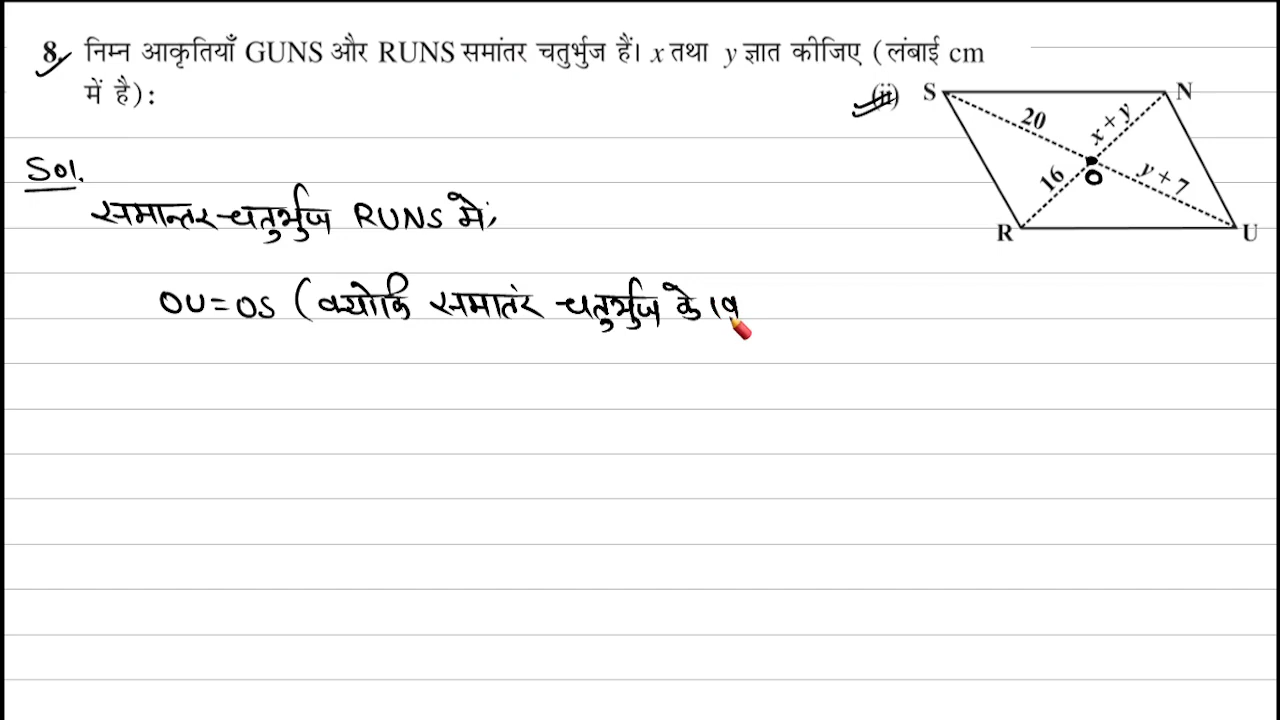 8. निम्न आकृतियाँ GUNS और RUNS समांतर चतुर्भुज हैं। x तथा y ज्ञात कीजिए (लंबाई cm
में है):
(ii)
S
N
20
x + y
16
O
y + 7
R
U
Sol.
समान्तर चतुर्भुज RUNS में,
OU = OS (क्योकि समातंर चतुर्भुज के